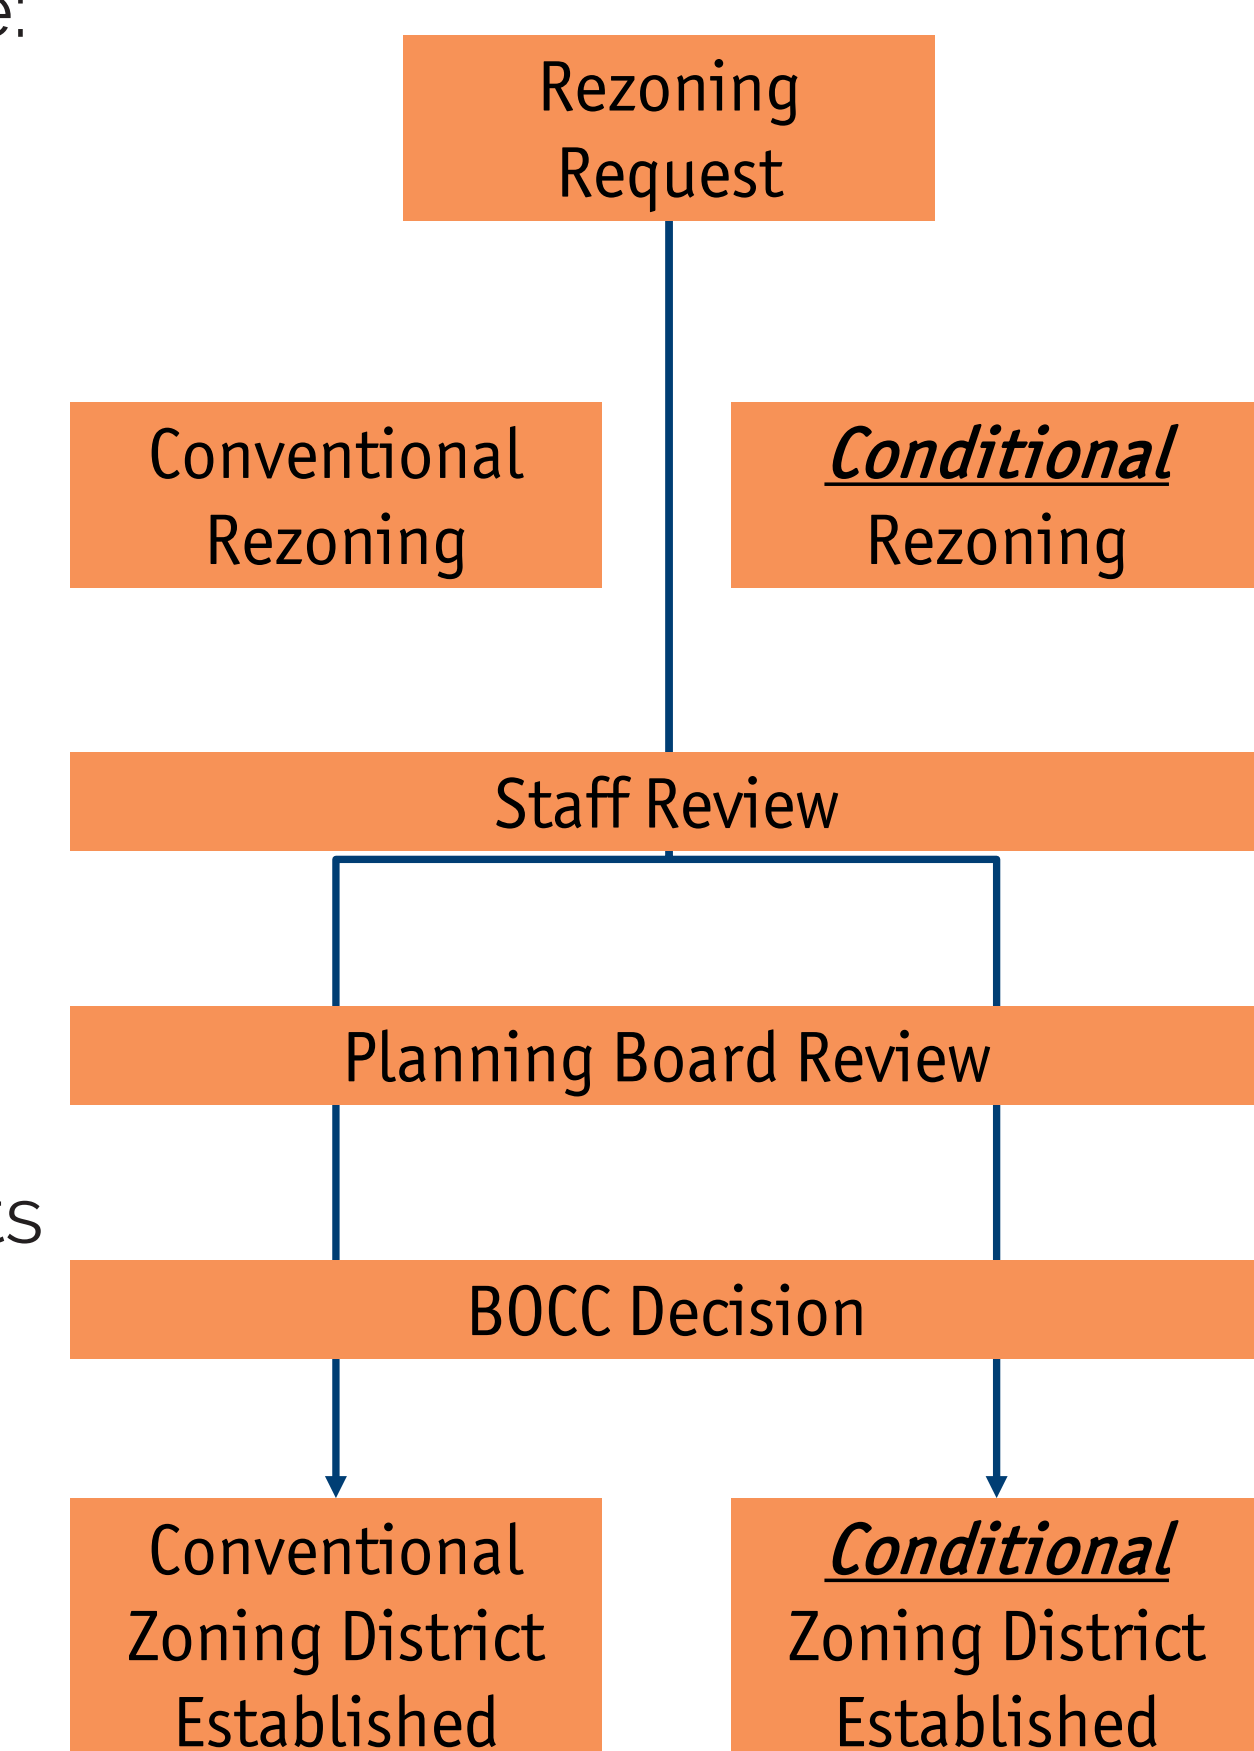 e:
Rezoning
Request
Conventional
Rezoning
Conditional
Rezoning
Staff Review
Planning Board Review
ts
BOCC Decision
Conventional
Zoning District
Established
Conditional
Zoning District
Established